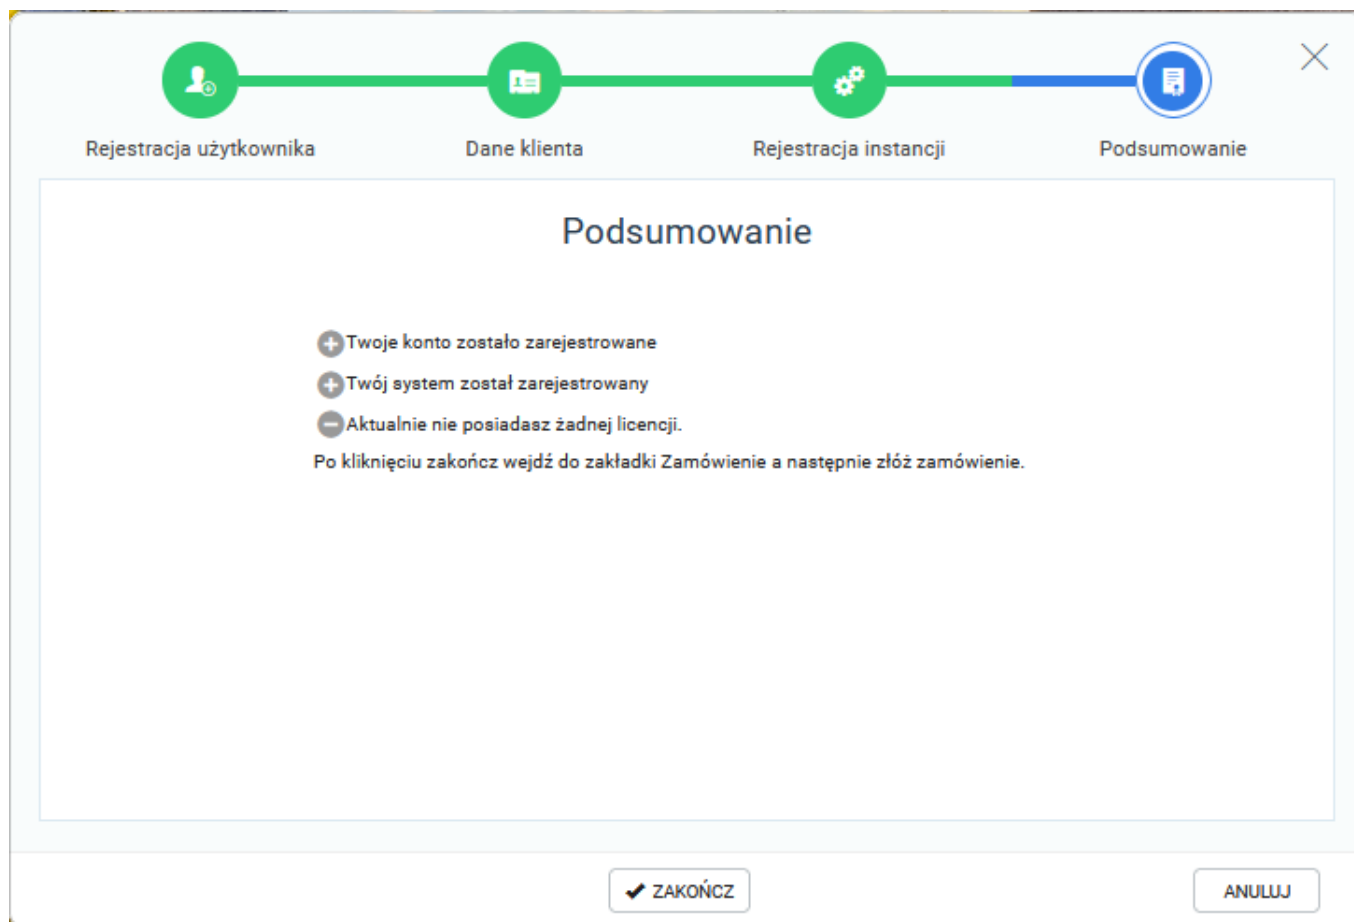 Rejestracja użytkownika
Dane klienta
Rejestracja instancji
Podsumowanie
Podsumowanie
Twoje konto zostało zarejestrowane
Twój system został zarejestrowany
Aktualnie nie posiadasz żadnej licencji.
Po kliknięciu zakończ wejdź do zakładki Zamówienie a następnie złóż zamówienie.
ZAKOŃCZ
ANULUJ